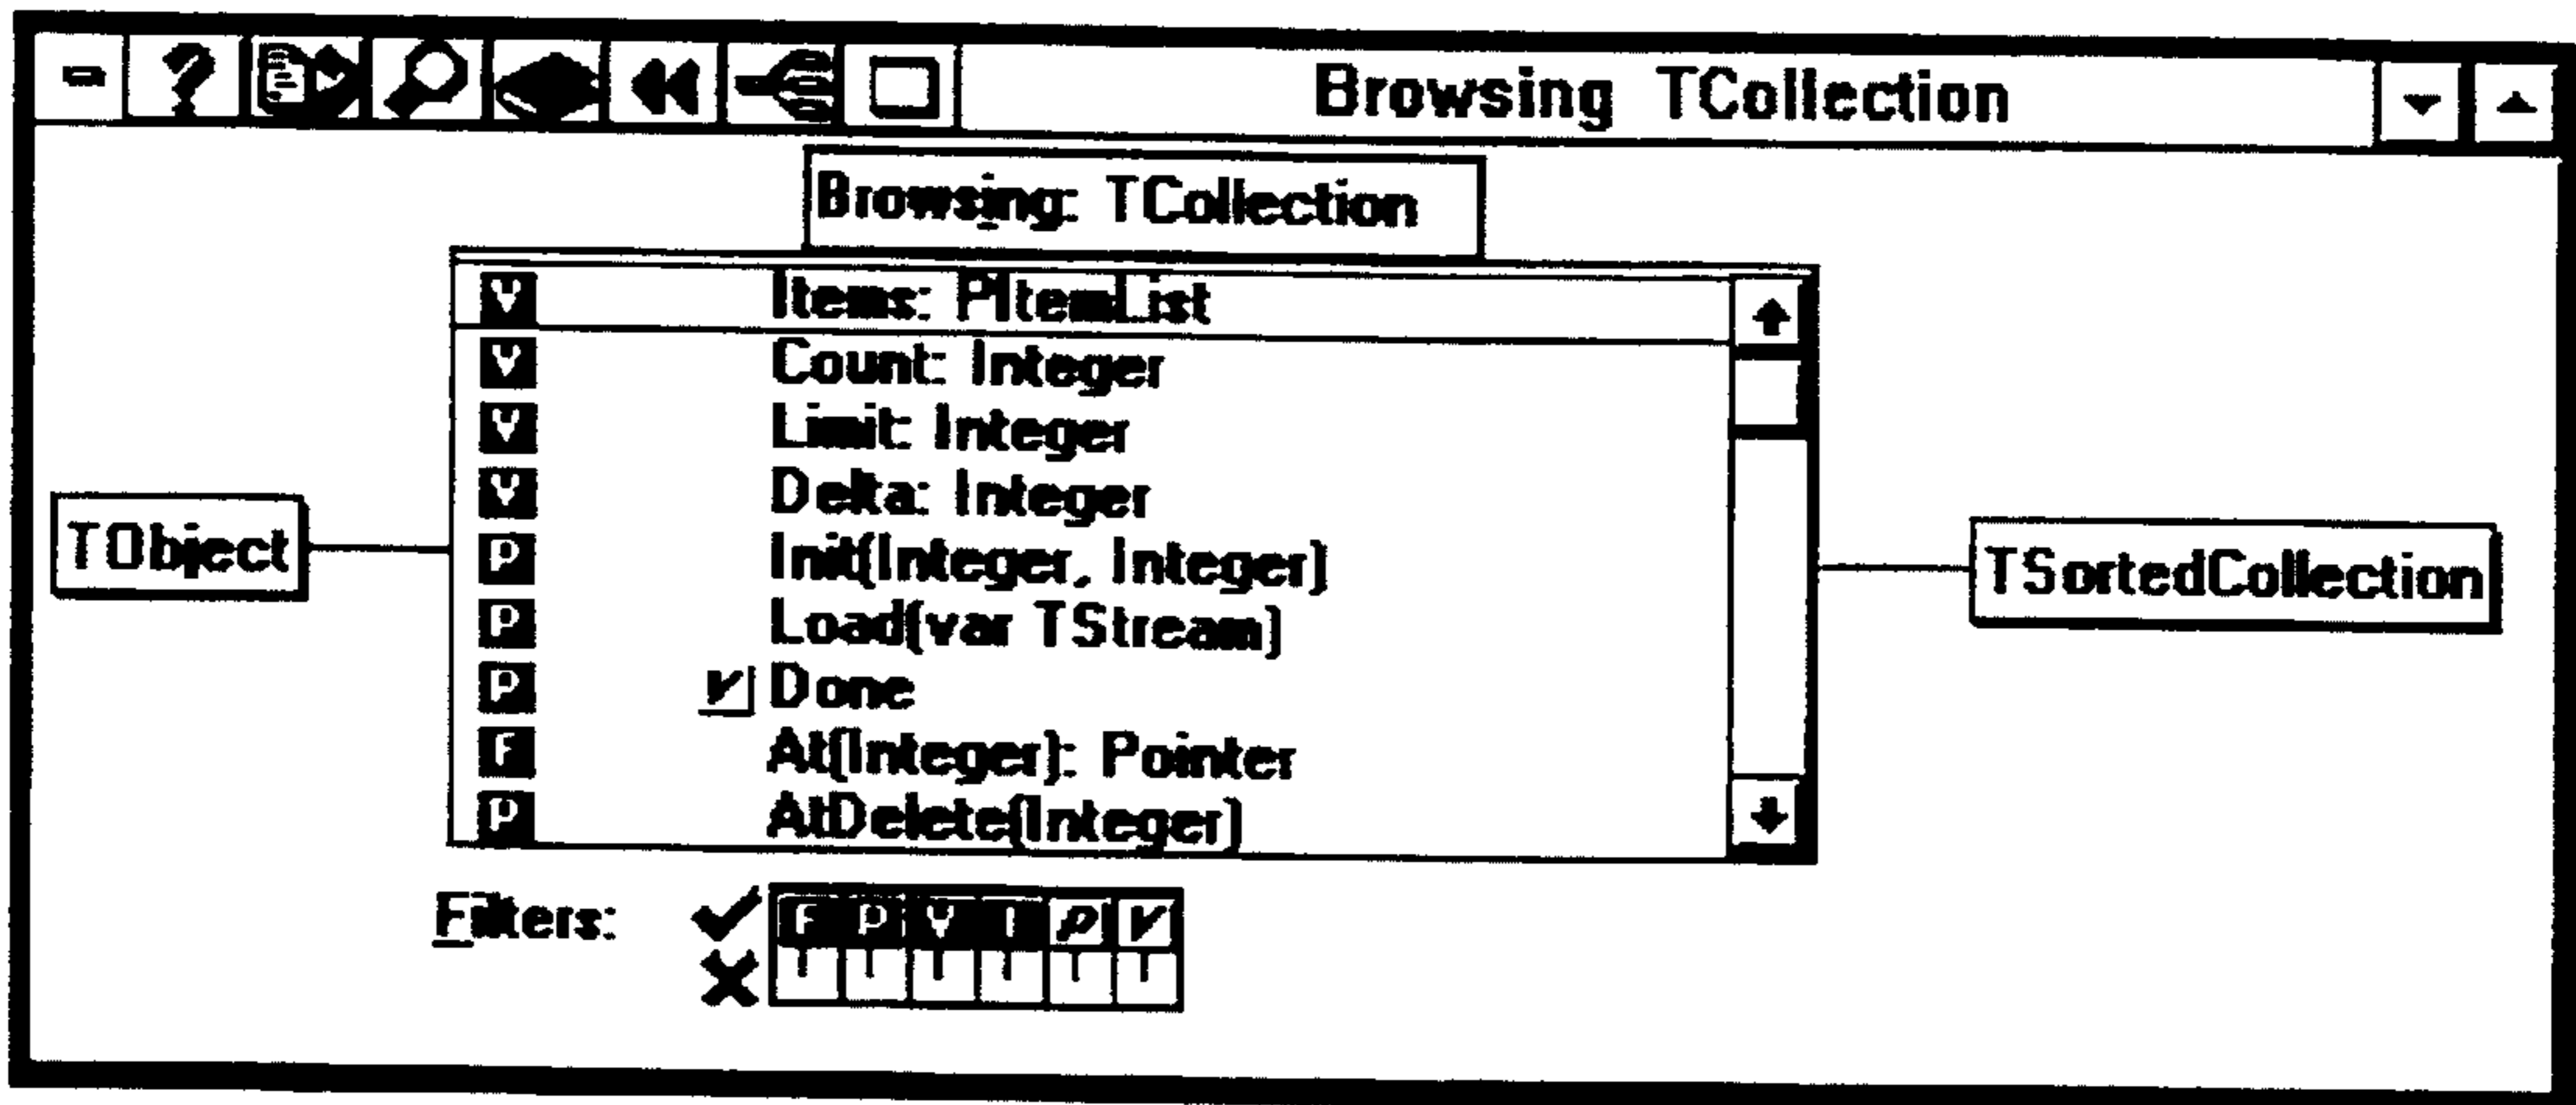 ? Browsing TCollection
Browsing: TCollection
V Items: PItemList
V Count: Integer
V Limit: Integer
V Delta: Integer
TObject
P Init(Integer, Integer)
TSortedCollection
P Load(var TStream)
P V Done
F At(Integer): Pointer
P AtDelete(Integer)
Filters: F P V I P V